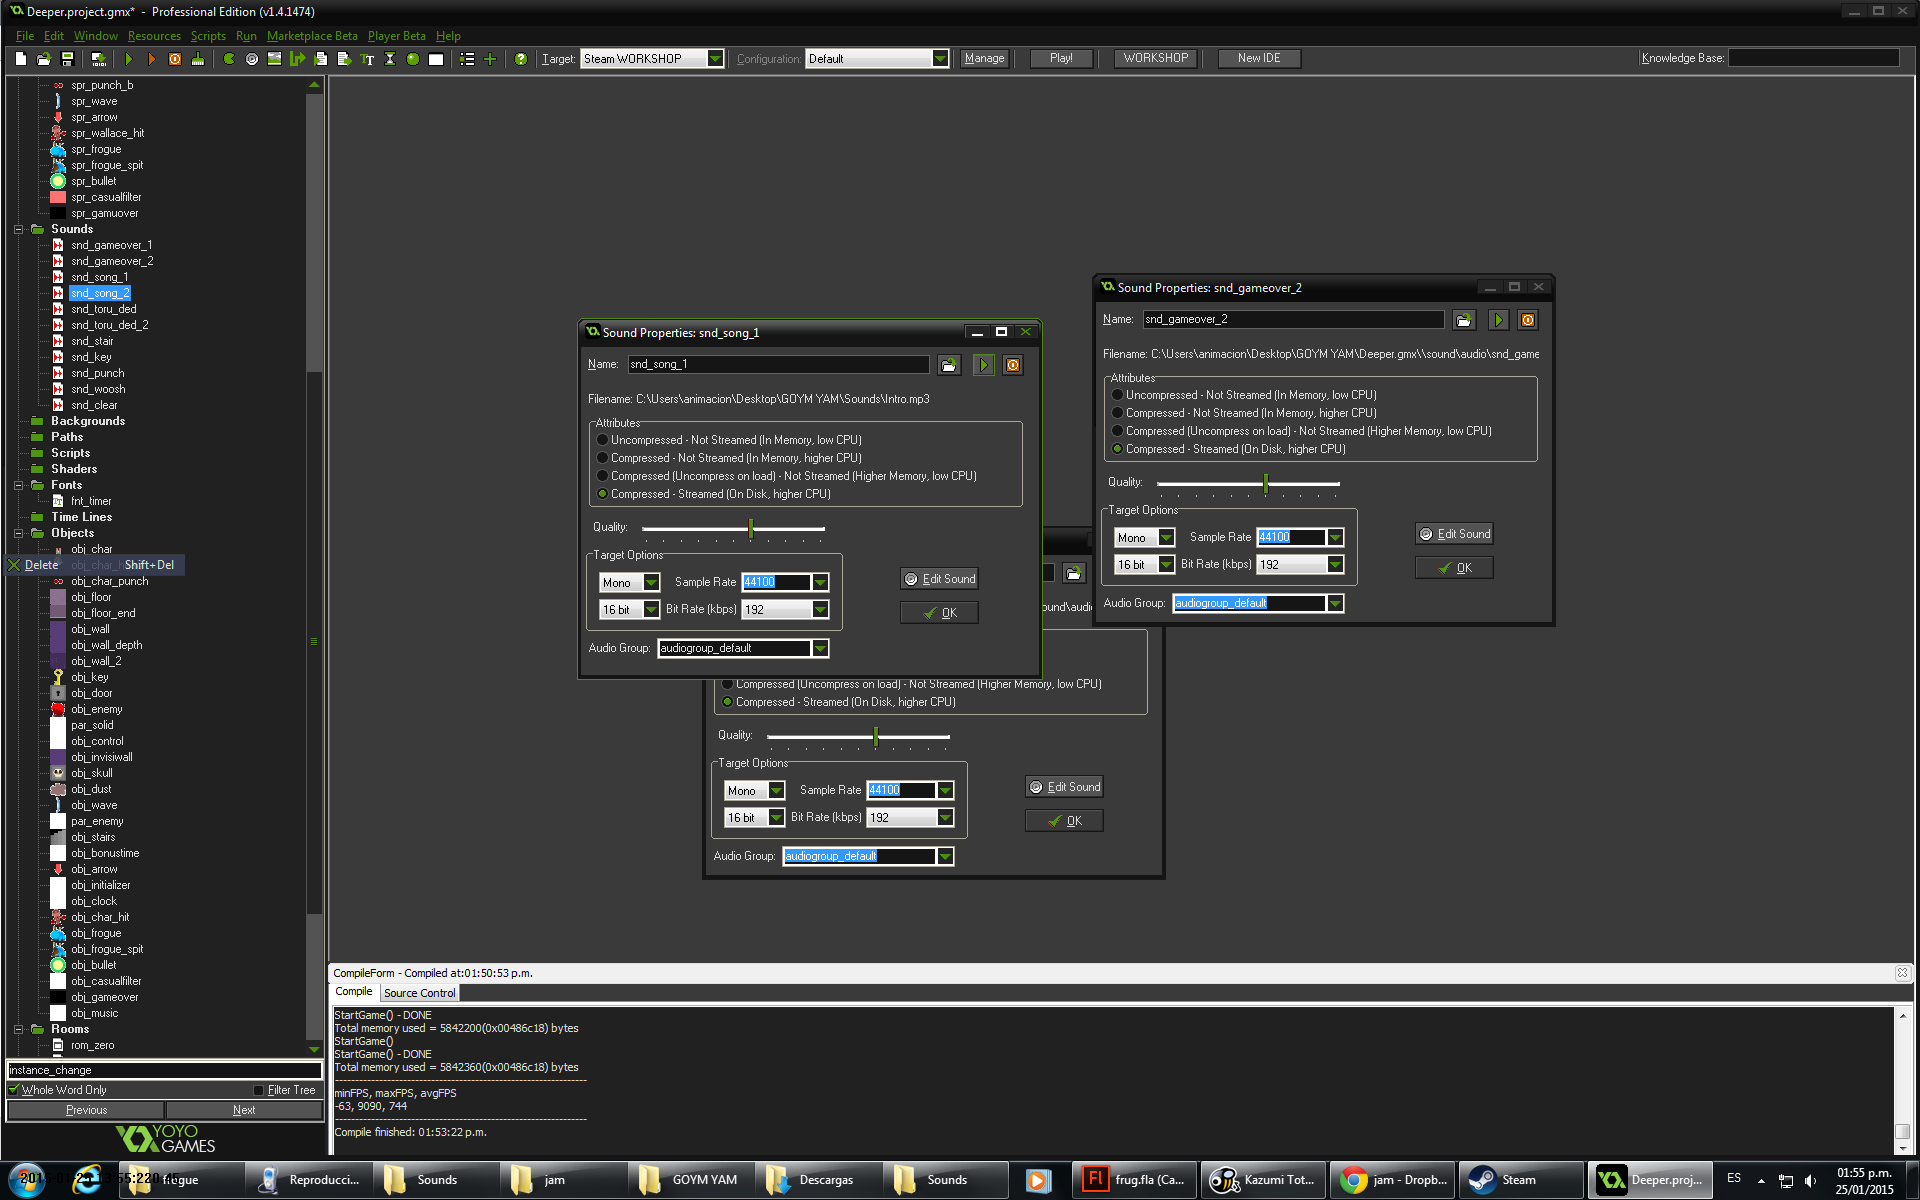 Deeper.project.gmx* - Professional Edition (v1.4.1474)
File Edit Window Resources Scripts Run Marketplace Beta Player Beta Help
Target: Steam WORKSHOP Configuration: Default Manage Play! WORKSHOP New IDE Knowledge Base:
spr_punch_b
spr_wave
spr_arrow
spr_wallace_hit
spr_frogue
spr_frogue_spit
spr_bullet
spr_casualfilter
spr_gamuover
Sounds
snd_gameover_1
snd_gameover_2
snd_song_1
snd_song_2
snd_toru_ded
snd_toru_ded_2
snd_stair
snd_key
snd_punch
snd_woosh
snd_clear
Backgrounds
Paths
Scripts
Shaders
Fonts
fnt_timer
Time Lines
Objects
obj_char
Delete Shift+Del
obj_char_punch
obj_floor
obj_floor_end
obj_wall
obj_wall_depth
obj_wall_2
obj_key
obj_door
obj_enemy
par_solid
obj_control
obj_invisiwall
obj_skull
obj_dust
obj_wave
par_enemy
obj_stairs
obj_bonustime
obj_arrow
obj_initializer
obj_clock
obj_char_hit
obj_frogue
obj_frogue_spit
obj_bullet
obj_casualfilter
obj_gameover
obj_music
Rooms
rom_zero
instance_change
Whole Word Only Filter Tree
Previous Next
YOYO
GAMES
Sound Properties: snd_song_1
Name: snd_song_1
Filename: C:\Users\animacion\Desktop\GOYM YAM\Sounds\Intro.mp3
Attributes
Uncompressed - Not Streamed (In Memory, low CPU)
Compressed - Not Streamed (In Memory, higher CPU)
Compressed (Uncompress on load) - Not Streamed (Higher Memory, low CPU)
Compressed - Streamed (On Disk, higher CPU)
Quality:
Target Options
Mono Sample Rate 44100
16 bit Bit Rate (kbps) 192
Edit Sound
OK
Audio Group: audiogroup_default
Sound Properties: snd_gameover_2
Name: snd_gameover_2
Filename: C:\Users\animacion\Desktop\GOYM YAM\Deeper.gmx\\sound\audio\snd_game
Attributes
Uncompressed - Not Streamed (In Memory, low CPU)
Compressed - Not Streamed (In Memory, higher CPU)
Compressed (Uncompress on load) - Not Streamed (Higher Memory, low CPU)
Compressed - Streamed (On Disk, higher CPU)
Quality:
Target Options
Mono Sample Rate 44100
16 bit Bit Rate (kbps) 192
Edit Sound
OK
Audio Group: audiogroup_default
ound\audio
Compressed (Uncompress on load) - Not Streamed (Higher Memory, low CPU)
Compressed - Streamed (On Disk, higher CPU)
Quality:
Target Options
Mono Sample Rate 44100
16 bit Bit Rate (kbps) 192
Edit Sound
OK
Audio Group: audiogroup_default
CompileForm - Compiled at:01:50:53 p.m.
Compile Source Control
StartGame() - DONE
Total memory used = 5842200(0x00486c18) bytes
StartGame()
StartGame() - DONE
Total memory used = 5842360(0x00486c18) bytes
minFPS, maxFPS, avgFPS
-63, 9090, 744
Compile finished: 01:53:22 p.m.
Reproducci... Sounds jam GOYM YAM Descargas Sounds frug.fla (Ca... Kazumi Tot... jam - Dropb... Steam Deeper.proj... ES 01:55 p.m.
25/01/2015